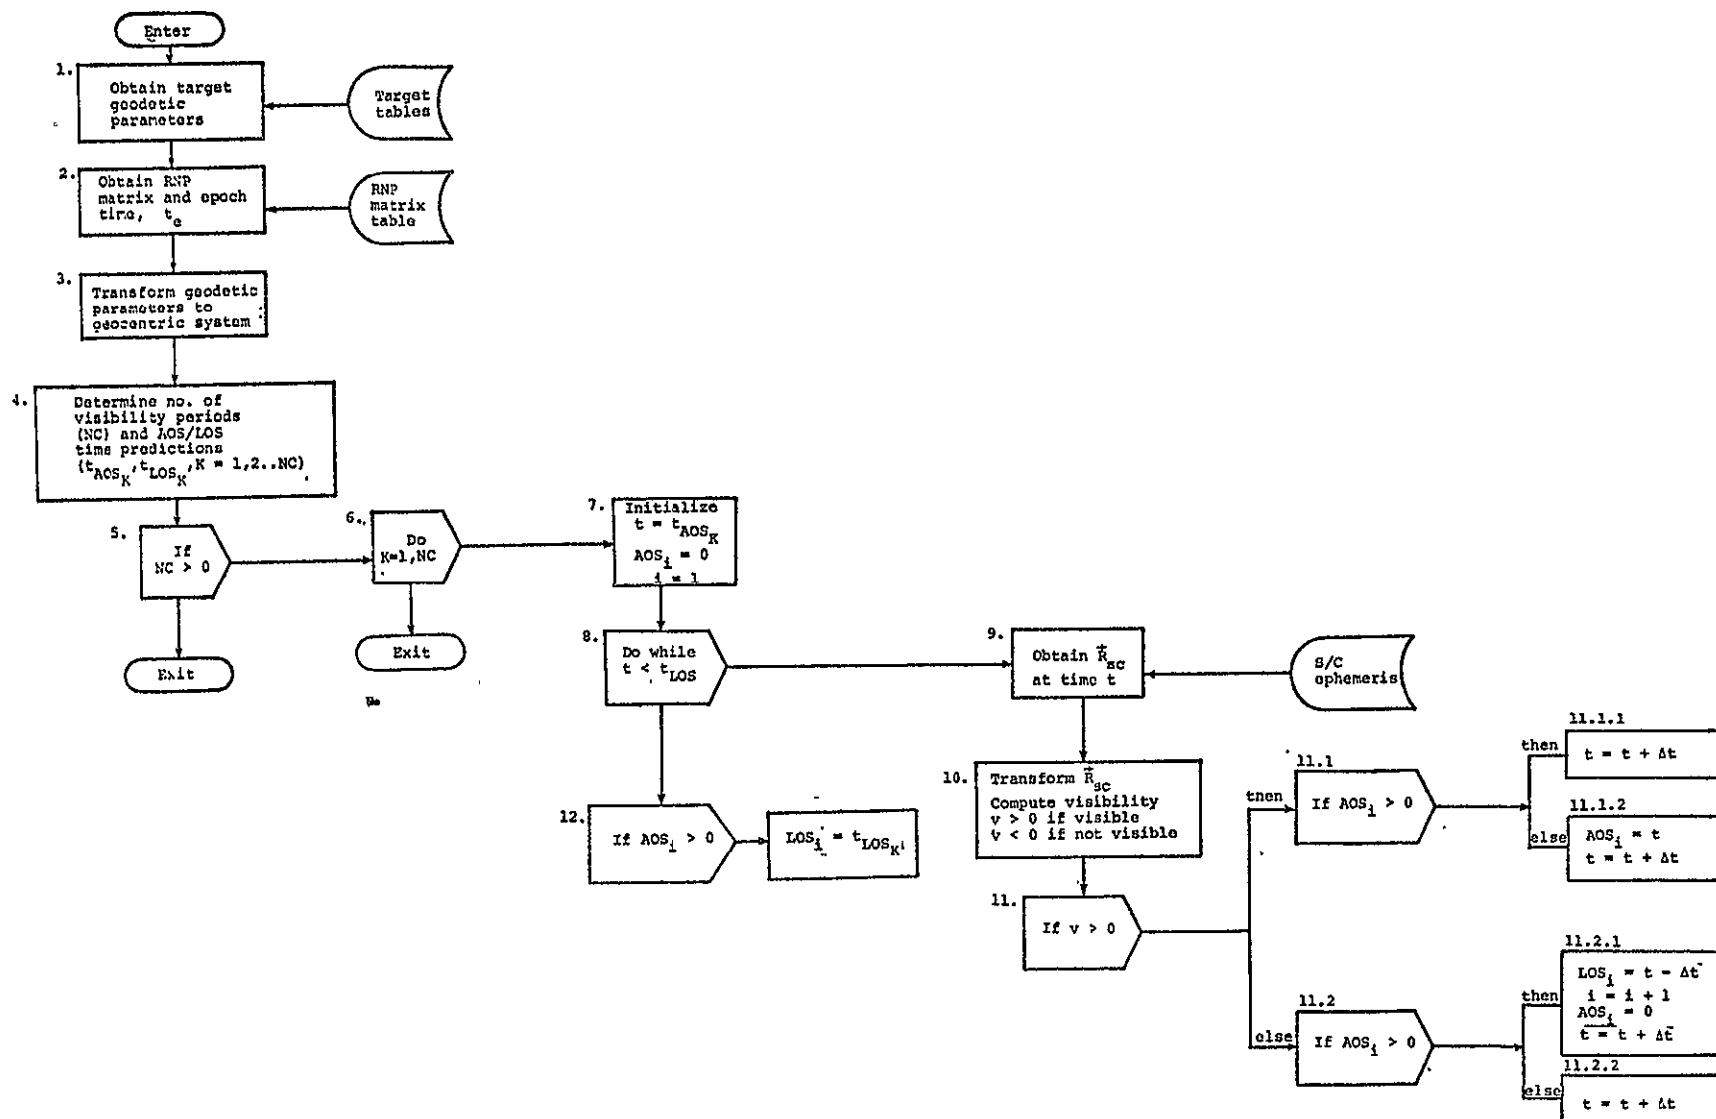 Enter
1.
Obtain target
geodetic
parameters
Target
tables
2.
Obtain RNP
matrix and epoch
time, t_e
RNP
matrix
table
3.
Transform geodetic
parameters to
geocentric system
4.
Determine no. of
visibility periods
(NC) and AOS/LOS
time predictions
(t_AOS_K, t_LOS_K, K = 1,2..NC)
5.
If
NC > 0
Exit
6.
Do
K=1,NC
Exit
7.
Initialize
t = t_AOS_K
AOS_i = 0
i = 1
8.
Do while
t < t_LOS
9.
Obtain R⃗_sc
at time t
S/C
ephemeris
10.
Transform R⃗_sc
Compute visibility
v > 0 if visible
v < 0 if not visible
11.
If v > 0
then
11.1
If AOS_i > 0
then
11.1.1
t = t + Δt
else
11.1.2
AOS_i = t
t = t + Δt
else
11.2
If AOS_i > 0
then
11.2.1
LOS_i = t - Δt
i = i + 1
AOS_i = 0
t = t + Δt
else
11.2.2
t = t + Δt
12.
If AOS_i > 0
LOS_i = t_LOS_K